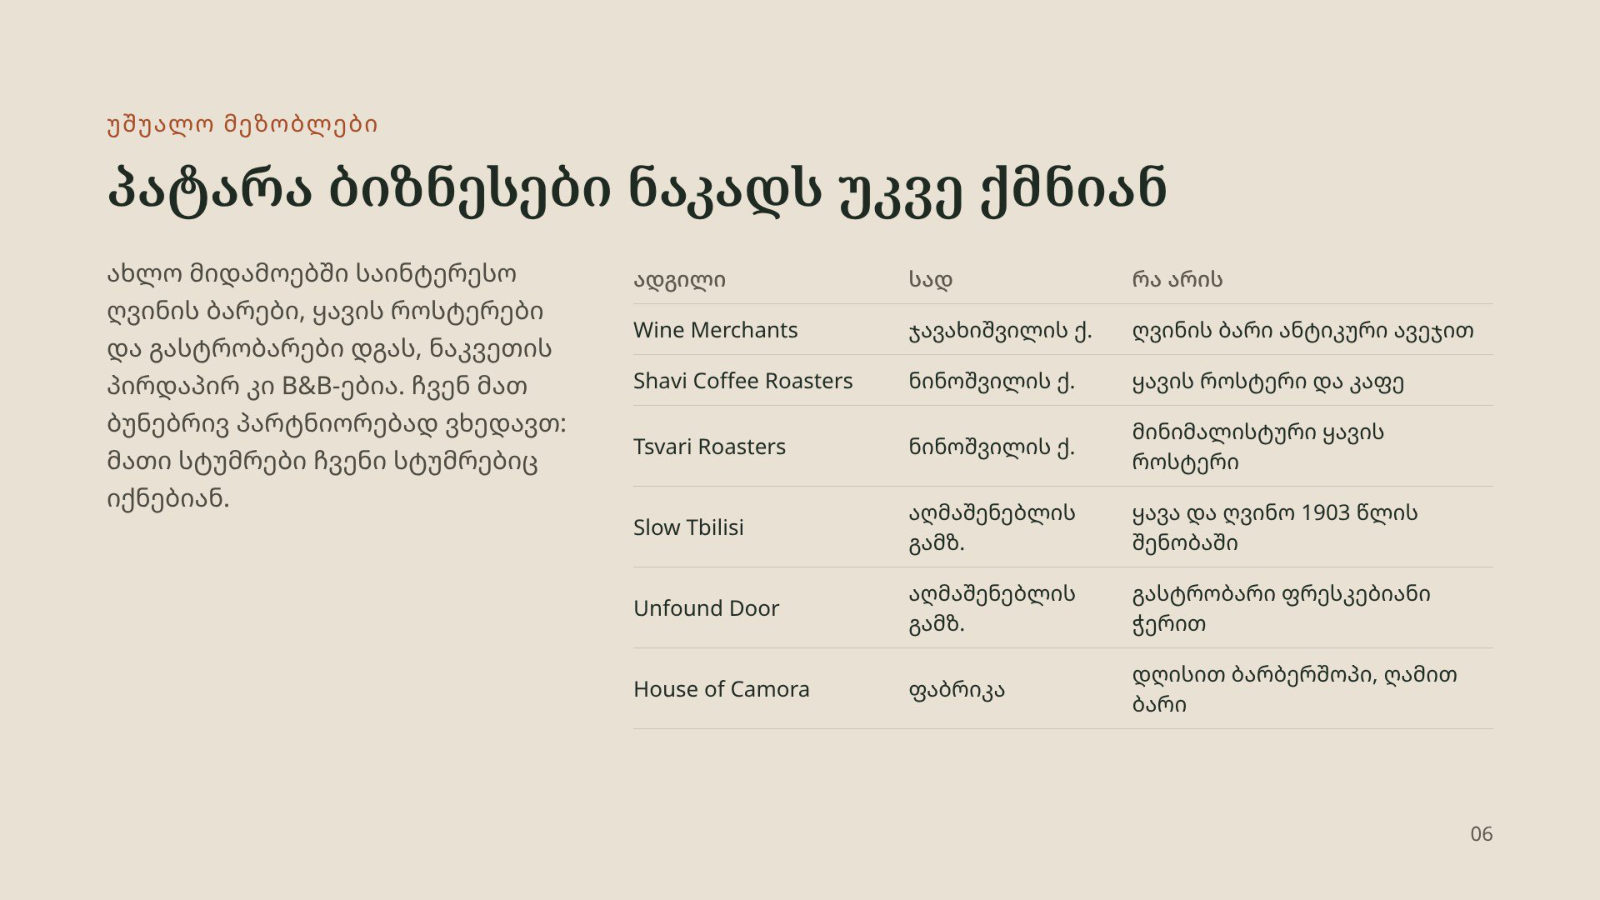 უშუალო მეზობლები
პატარა ბიზნესები ნაკადს უკვე ქმნიან
ახლო მიდამოებში საინტერესო
ღვინის ბარები, ყავის როსტერები
და გასტრობარები დგას, ნაკვეთის
პირდაპირ კი B&B-ებია. ჩვენ მათ
ბუნებრივ პარტნიორებად ვხედავთ:
მათი სტუმრები ჩვენი სტუმრებიც
იქნებიან.
ადგილი სად რა არის
Wine Merchants ჯავახიშვილის ქ. ღვინის ბარი ანტიკური ავეჯით
Shavi Coffee Roasters ნინოშვილის ქ. ყავის როსტერი და კაფე
Tsvari Roasters ნინოშვილის ქ. მინიმალისტური ყავის
როსტერი
Slow Tbilisi აღმაშენებლის ყავა და ღვინო 1903 წლის
გამზ. შენობაში
Unfound Door აღმაშენებლის გასტრობარი ფრესკებიანი
გამზ. ჭერით
House of Camora ფაბრიკა დღისით ბარბერშოპი, ღამით
ბარი
06